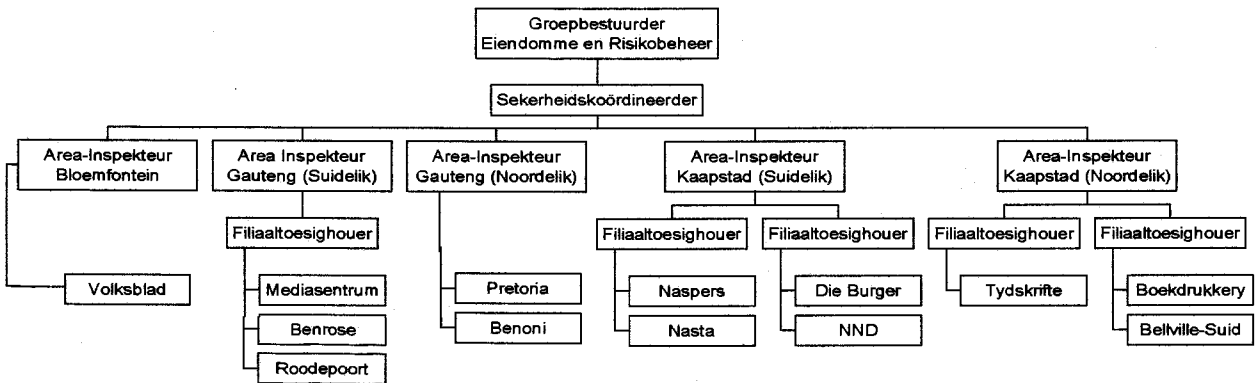 Groepbestuurder
Eiendomme en Risikobeheer
Sekerheidskoördineerder
Area-Inspekteur
Bloemfontein
Area Inspekteur
Gauteng (Suidelik)
Area-Inspekteur
Gauteng (Noordelik)
Area-Inspekteur
Kaapstad (Suidelik)
Area-Inspekteur
Kaapstad (Noordelik)
Filiaaltoesighouer
Filiaaltoesighouer
Filiaaltoesighouer
Filiaaltoesighouer
Filiaaltoesighouer
Volksblad
Mediasentrum
Pretoria
Naspers
Die Burger
Tydskrifte
Boekdrukkery
Benrose
Benoni
Nasta
NND
Bellville-Suid
Roodepoort